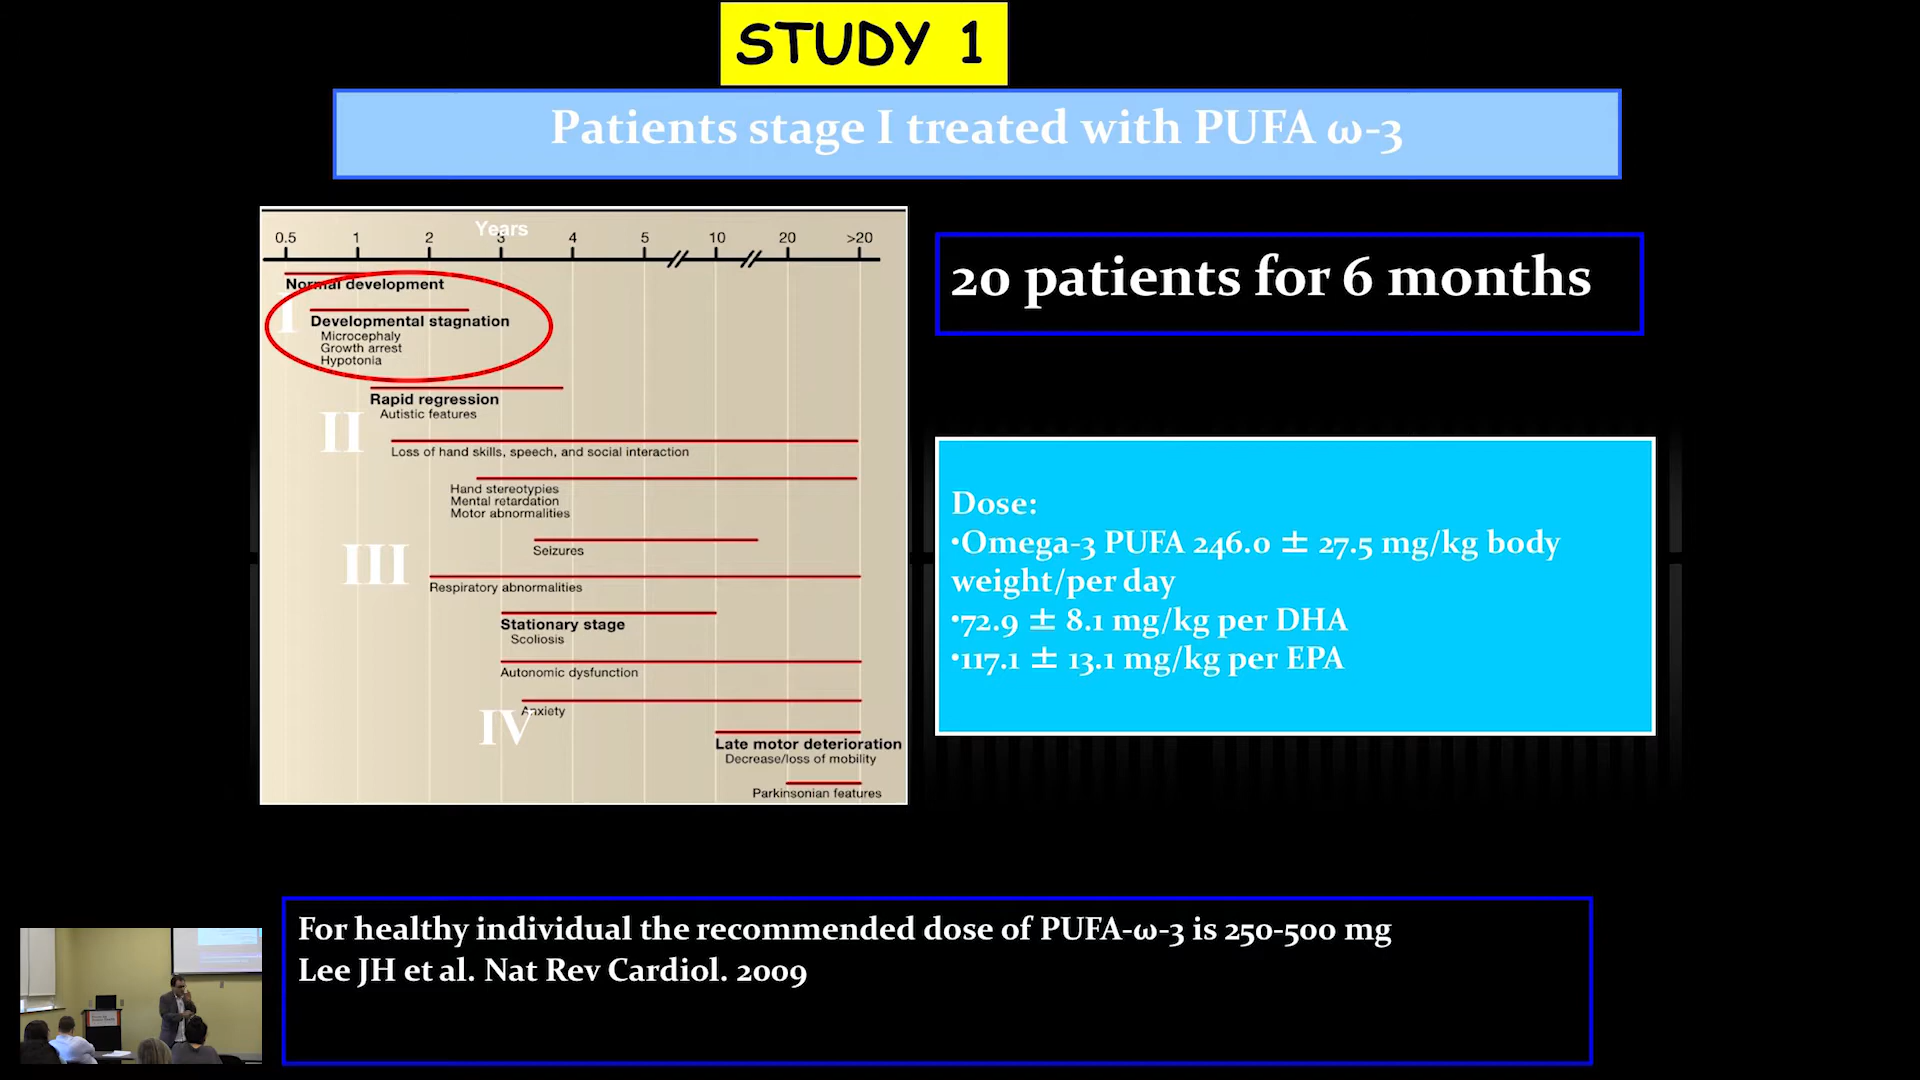 STUDY 1
Patients stage I treated with PUFA ω-3
Years
0.5 1 2 3 4 5 10 20 >20
Normal development
I
Developmental stagnation
Microcephaly
Growth arrest
Hypotonia
Rapid regression
Autistic features
II
Loss of hand skills, speech, and social interaction
Hand stereotypies
Mental retardation
Motor abnormalities
Seizures
III
Respiratory abnormalities
Stationary stage
Scoliosis
Autonomic dysfunction
Anxiety
IV
Late motor deterioration
Decrease/loss of mobility
Parkinsonian features
20 patients for 6 months
Dose:
•Omega-3 PUFA 246.0 ± 27.5 mg/kg body
weight/per day
•72.9 ± 8.1 mg/kg per DHA
•117.1 ± 13.1 mg/kg per EPA
For healthy individual the recommended dose of PUFA-ω-3 is 250-500 mg
Lee JH et al. Nat Rev Cardiol. 2009